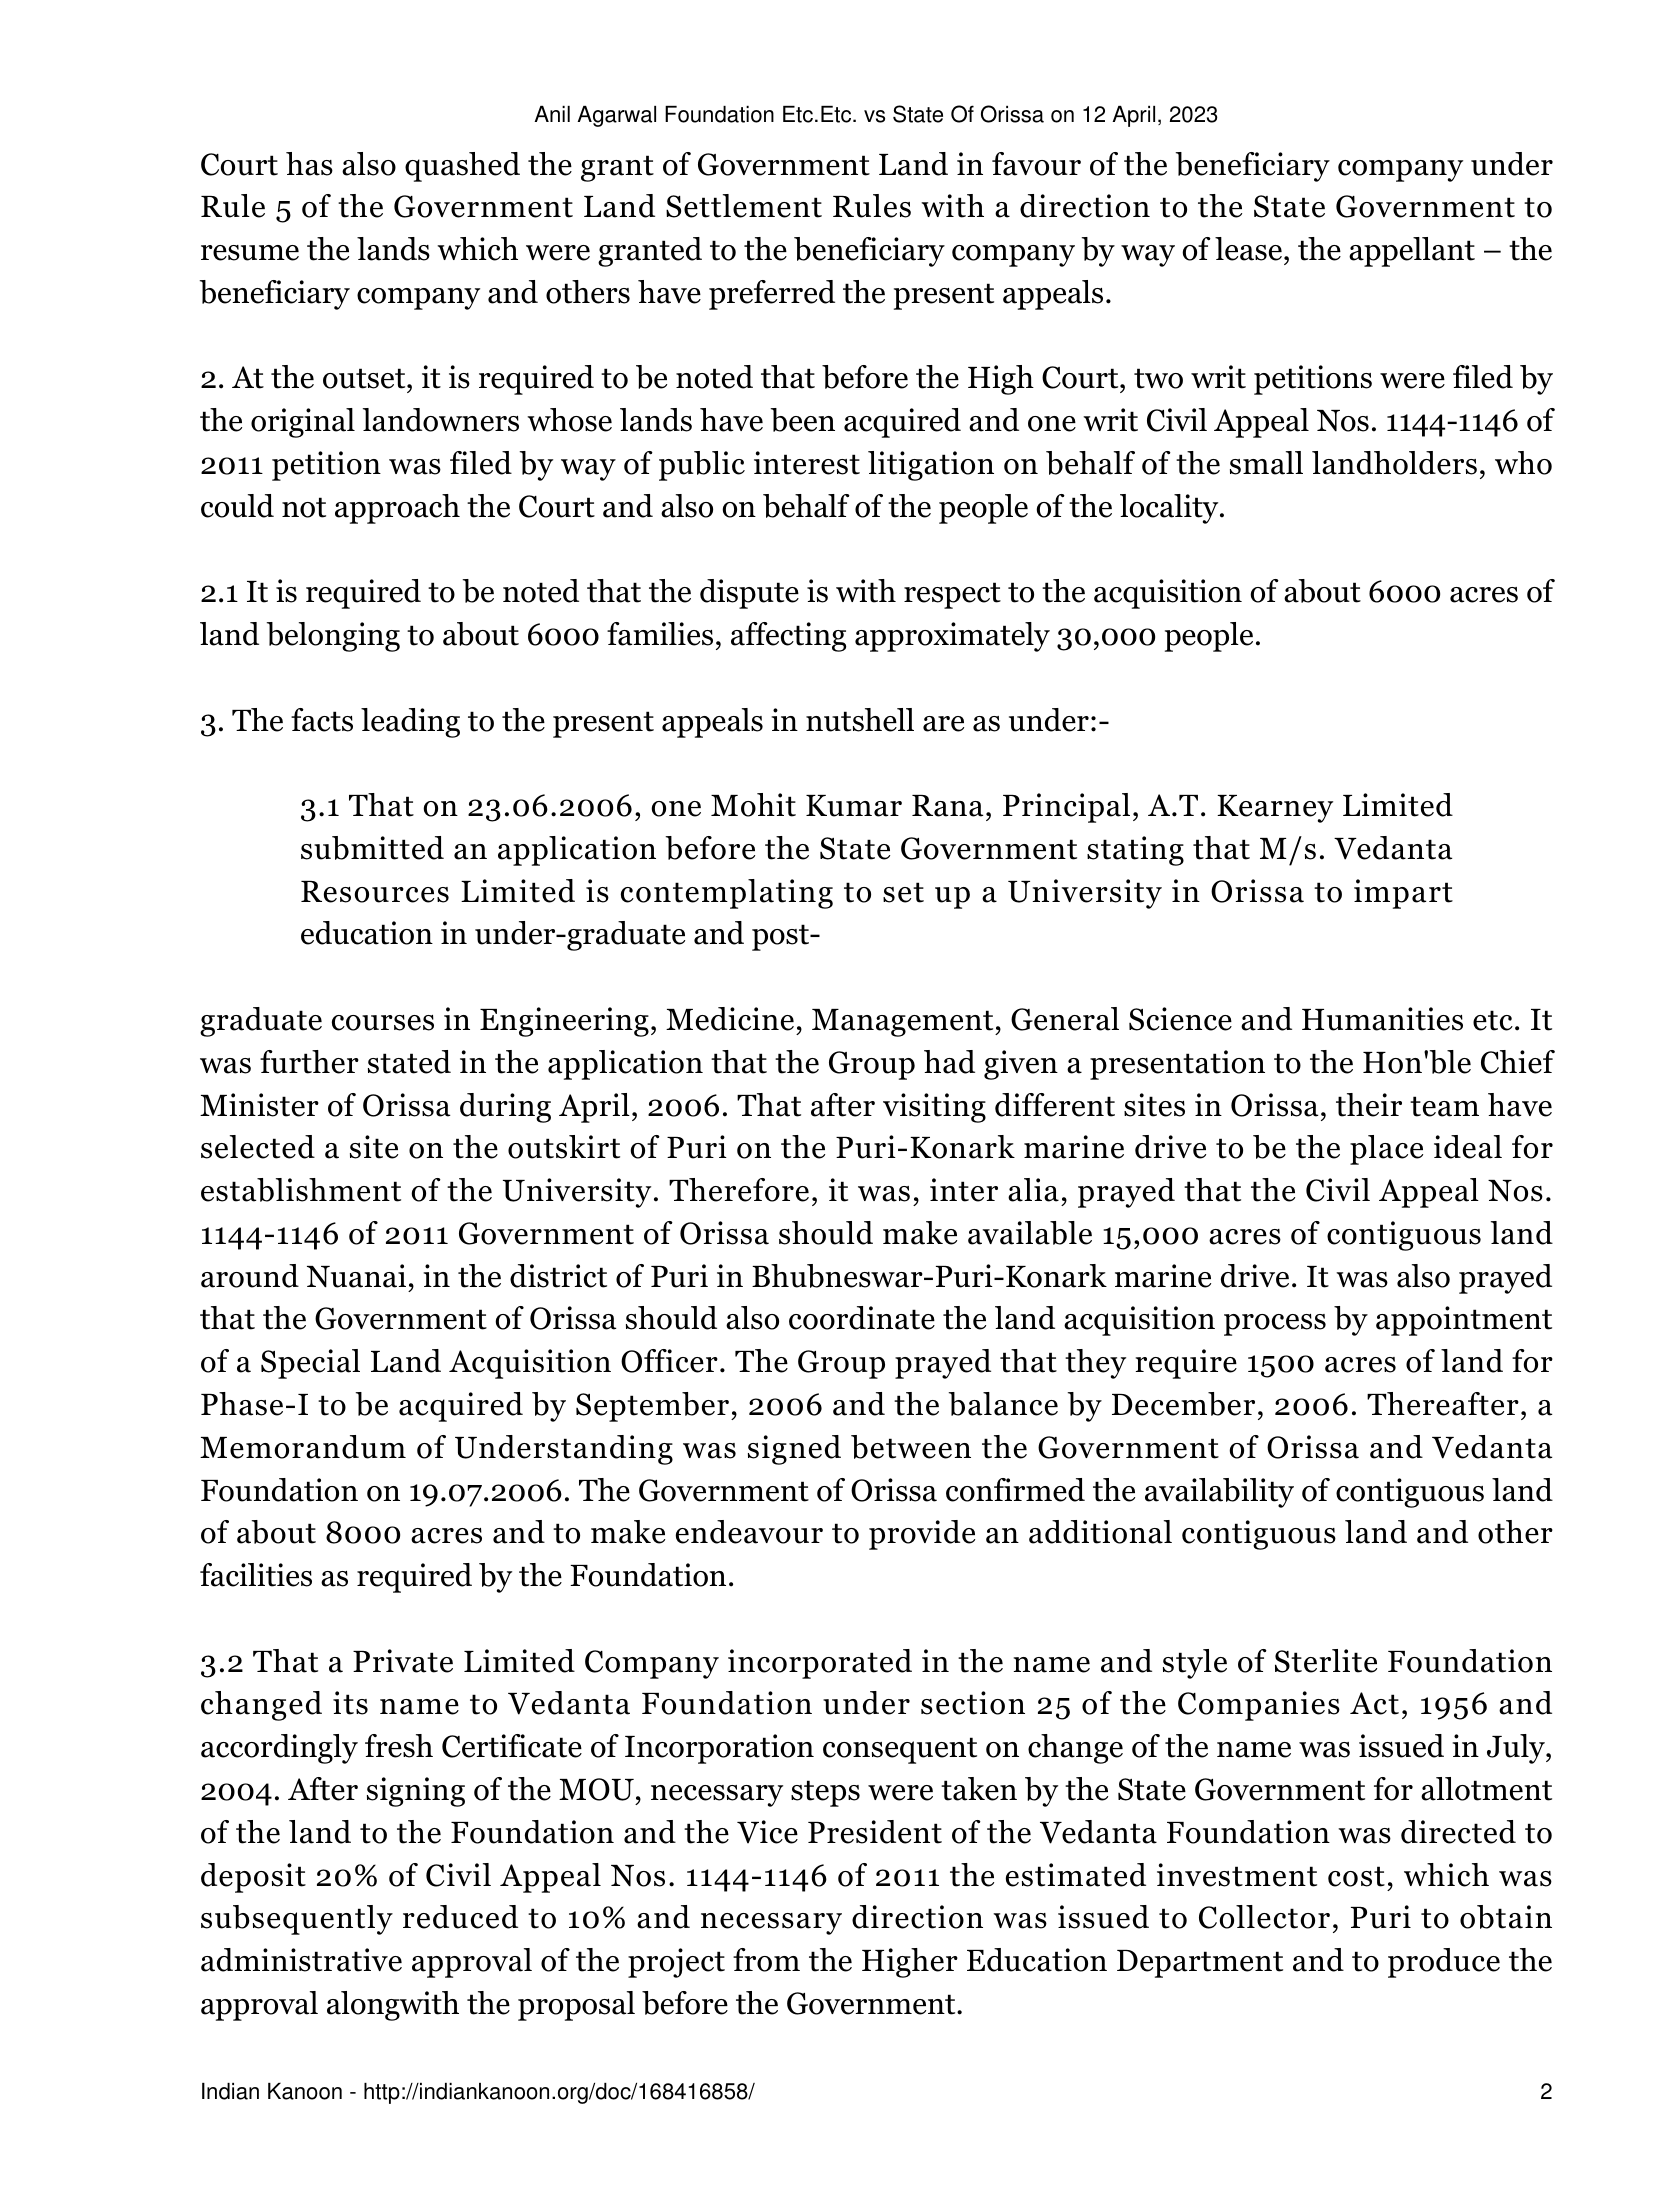 Anil Agarwal Foundation Etc.Etc. vs State Of Orissa on 12 April, 2023
Court has also quashed the grant of Government Land in favour of the beneficiary company under
Rule 5 of the Government Land Settlement Rules with a direction to the State Government to
resume the lands which were granted to the beneficiary company by way of lease, the appellant – the
beneficiary company and others have preferred the present appeals.
2. At the outset, it is required to be noted that before the High Court, two writ petitions were filed by
the original landowners whose lands have been acquired and one writ Civil Appeal Nos. 1144-1146 of
2011 petition was filed by way of public interest litigation on behalf of the small landholders, who
could not approach the Court and also on behalf of the people of the locality.
2.1 It is required to be noted that the dispute is with respect to the acquisition of about 6000 acres of
land belonging to about 6000 families, affecting approximately 30,000 people.
3. The facts leading to the present appeals in nutshell are as under:-
3.1 That on 23.06.2006, one Mohit Kumar Rana, Principal, A.T. Kearney Limited
submitted an application before the State Government stating that M/s. Vedanta
Resources Limited is contemplating to set up a University in Orissa to impart
education in under-graduate and post-
graduate courses in Engineering, Medicine, Management, General Science and Humanities etc. It
was further stated in the application that the Group had given a presentation to the Hon'ble Chief
Minister of Orissa during April, 2006. That after visiting different sites in Orissa, their team have
selected a site on the outskirt of Puri on the Puri-Konark marine drive to be the place ideal for
establishment of the University. Therefore, it was, inter alia, prayed that the Civil Appeal Nos.
1144-1146 of 2011 Government of Orissa should make available 15,000 acres of contiguous land
around Nuanai, in the district of Puri in Bhubneswar-Puri-Konark marine drive. It was also prayed
that the Government of Orissa should also coordinate the land acquisition process by appointment
of a Special Land Acquisition Officer. The Group prayed that they require 1500 acres of land for
Phase-I to be acquired by September, 2006 and the balance by December, 2006. Thereafter, a
Memorandum of Understanding was signed between the Government of Orissa and Vedanta
Foundation on 19.07.2006. The Government of Orissa confirmed the availability of contiguous land
of about 8000 acres and to make endeavour to provide an additional contiguous land and other
facilities as required by the Foundation.
3.2 That a Private Limited Company incorporated in the name and style of Sterlite Foundation
changed its name to Vedanta Foundation under section 25 of the Companies Act, 1956 and
accordingly fresh Certificate of Incorporation consequent on change of the name was issued in July,
2004. After signing of the MOU, necessary steps were taken by the State Government for allotment
of the land to the Foundation and the Vice President of the Vedanta Foundation was directed to
deposit 20% of Civil Appeal Nos. 1144-1146 of 2011 the estimated investment cost, which was
subsequently reduced to 10% and necessary direction was issued to Collector, Puri to obtain
administrative approval of the project from the Higher Education Department and to produce the
approval alongwith the proposal before the Government.
Indian Kanoon - http://indiankanoon.org/doc/168416858/ 2